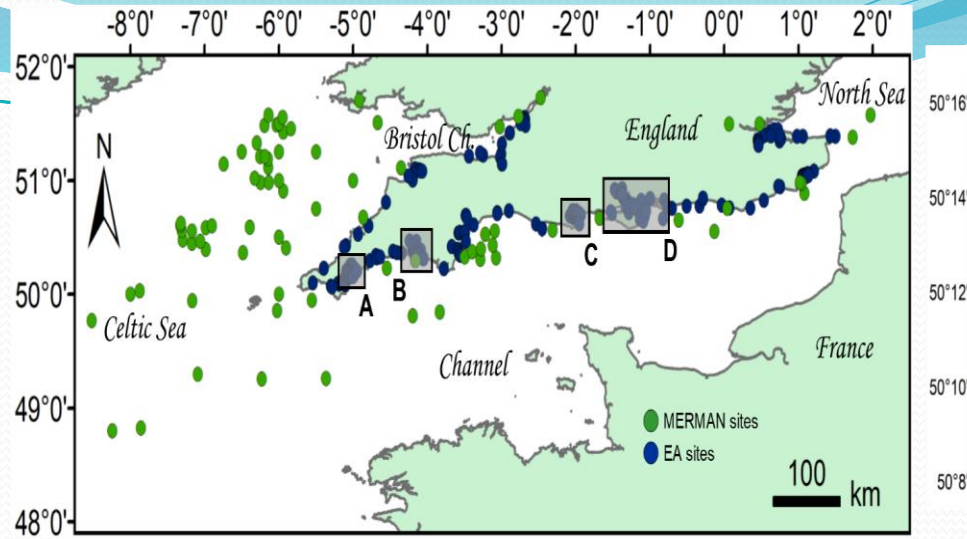 -8°0' -7°0' -6°0' -5°0' -4°0' -3°0' -2°0' -1°0' 0°0' 1°0' 2°0'
52°0'
51°0'
50°0'
49°0'
48°0'
N
North Sea
Bristol Ch.
England
A
B
C
D
Celtic Sea
Channel
France
MERMAN sites
EA sites
100 km
50°16'
50°14'
50°12'
50°10'
50°8'